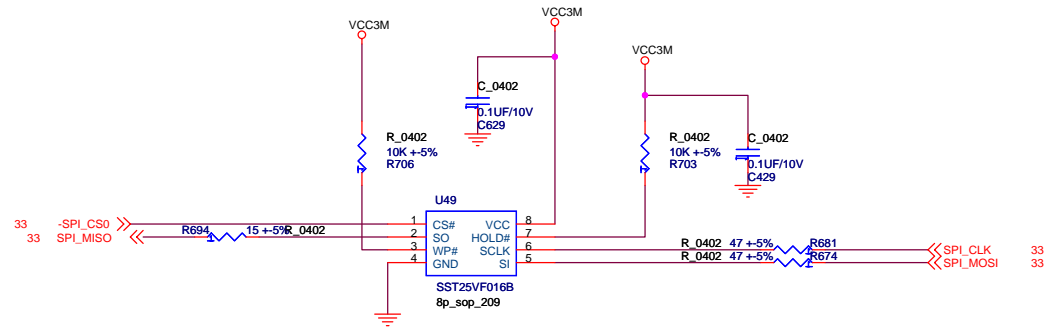 VCC3M
VCC3M
VCC3M
C_0402
0.1UF/10V
C629
R_0402
10K +-5%
R706
R_0402
10K +-5%
R703
C_0402
0.1UF/10V
C429
U49
33 -SPI_CS0
33 SPI_MISO
R694 1 15 +-5% R_0402
1 CS# VCC 8
2 SO HOLD# 7
3 WP# SCLK 6
4 GND SI 5
R_0402 47 +-5% R681
R_0402 47 +-5% R674
SPI_CLK 33
SPI_MOSI 33
SST25VF016B
8p_sop_209